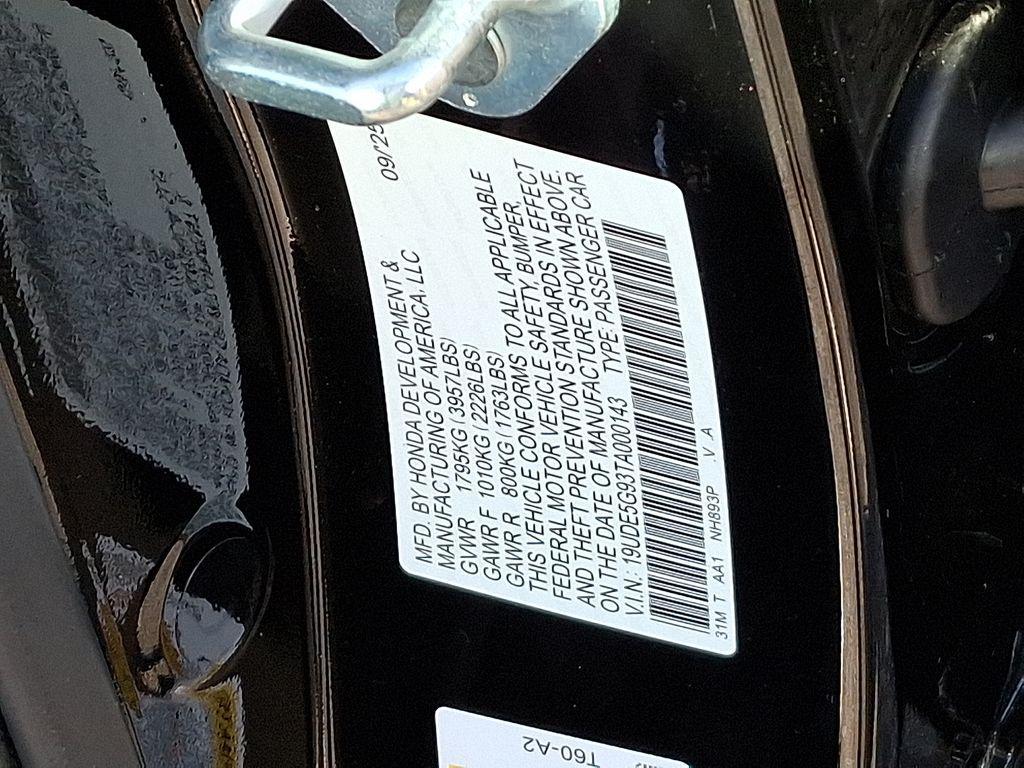 MFD. BY HONDA DEVELOPMENT & 09/25
MANUFACTURING OF AMERICA, LLC
GVWR 1795KG (3957LBS)
GAWR F 1010KG (2226LBS)
GAWR R 800KG (1763LBS)
THIS VEHICLE CONFORMS TO ALL APPLICABLE
FEDERAL MOTOR VEHICLE SAFETY, BUMPER,
AND THEFT PREVENTION STANDARDS IN EFFECT
ON THE DATE OF MANUFACTURE SHOWN ABOVE.
V.I.N.: 19UDE5G93TA000143 TYPE: PASSENGER CAR
31M T AA1 NH893P V .A
T60-A2